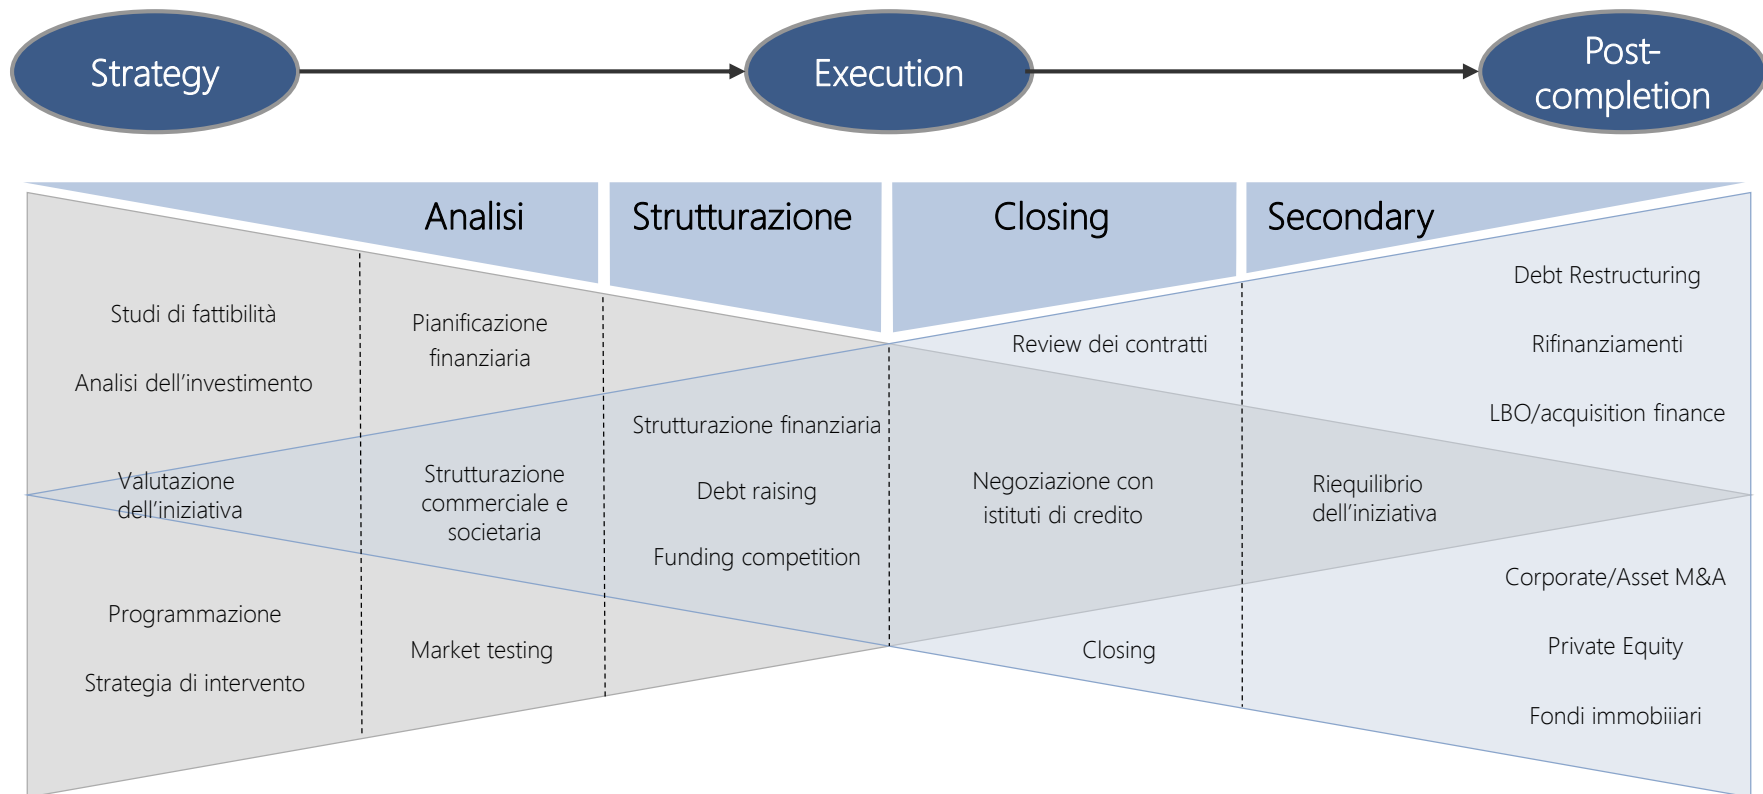 Strategy
Execution
Post-
completion
Analisi
Strutturazione
Closing
Secondary
Studi di fattibilità
Analisi dell'investimento
Valutazione
dell'iniziativa
Programmazione
Strategia di intervento
Pianificazione
finanziaria
Strutturazione
commerciale e
societaria
Market testing
Strutturazione finanziaria
Debt raising
Funding competition
Review dei contratti
Negoziazione con
istituti di credito
Closing
Riequilibrio
dell'iniziativa
Debt Restructuring
Rifinanziamenti
LBO/acquisition finance
Corporate/Asset M&A
Private Equity
Fondi immobiiiari